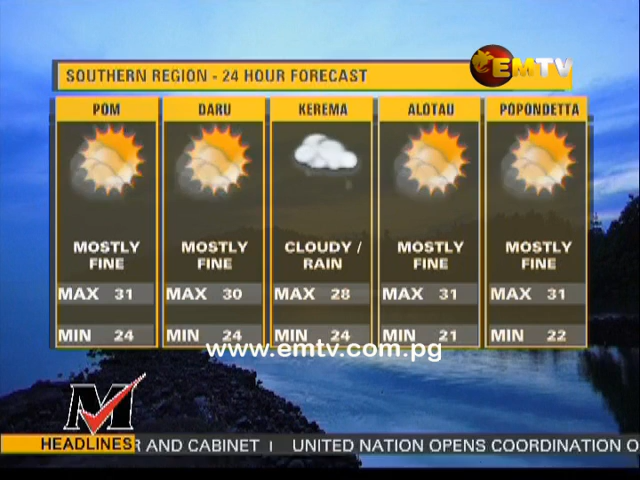 EMTV
SOUTHERN REGION - 24 HOUR FORECAST
POM
MOSTLY
FINE
MAX 31
MIN 24
DARU
MOSTLY
FINE
MAX 30
MIN 24
KEREMA
CLOUDY /
RAIN
MAX 28
MIN 24
ALOTAU
MOSTLY
FINE
MAX 31
MIN 21
POPONDETTA
MOSTLY
FINE
MAX 31
MIN 22
www.emtv.com.pg
M
HEADLINES R AND CABINET | UNITED NATION OPENS COORDINATION O